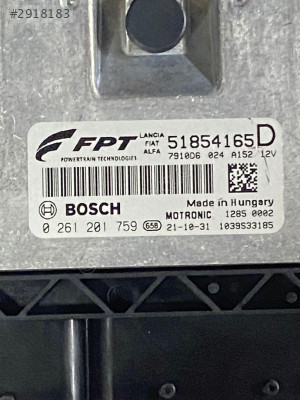 #2918183
FPT
POWERTRAIN TECHNOLOGIES
LANCIA
FIAT
ALFA
51854165D
7910D6 024 A152 12V
BOSCH
Made in Hungary
MOTRONIC 1285 0002
0 261 201 759 658 21-10-31 1039S33185